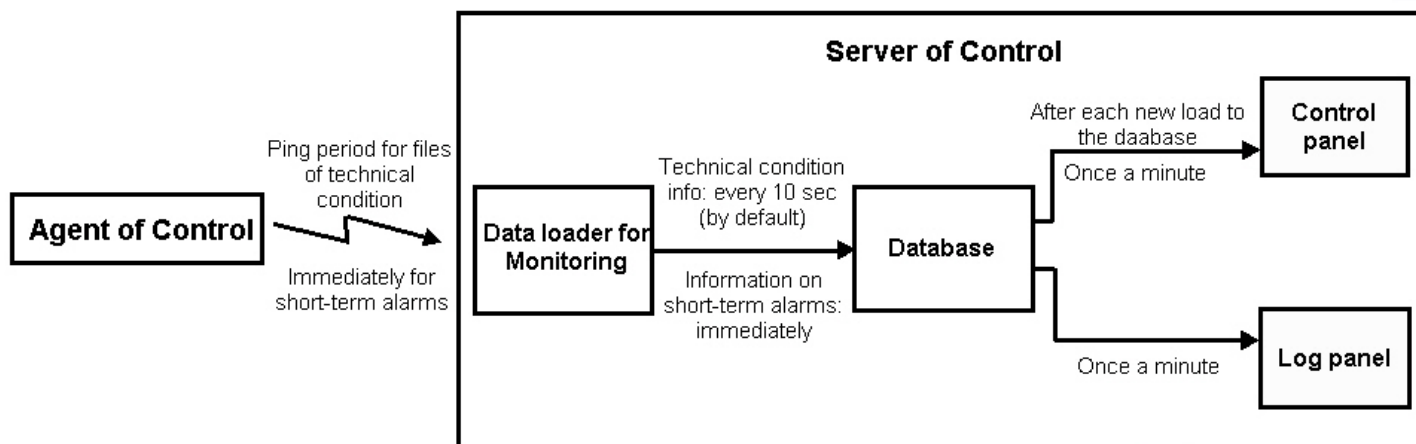 Server of Control
Agent of Control
Ping period for files
of technical
condition
Immediately for
short-term alarms
Data loader for
Monitoring
Technical condition
info: every 10 sec
(by default)
Information on
short-term alarms:
immediately
Database
After each new load to
the daabase
Once a minute
Control
panel
Once a minute
Log panel